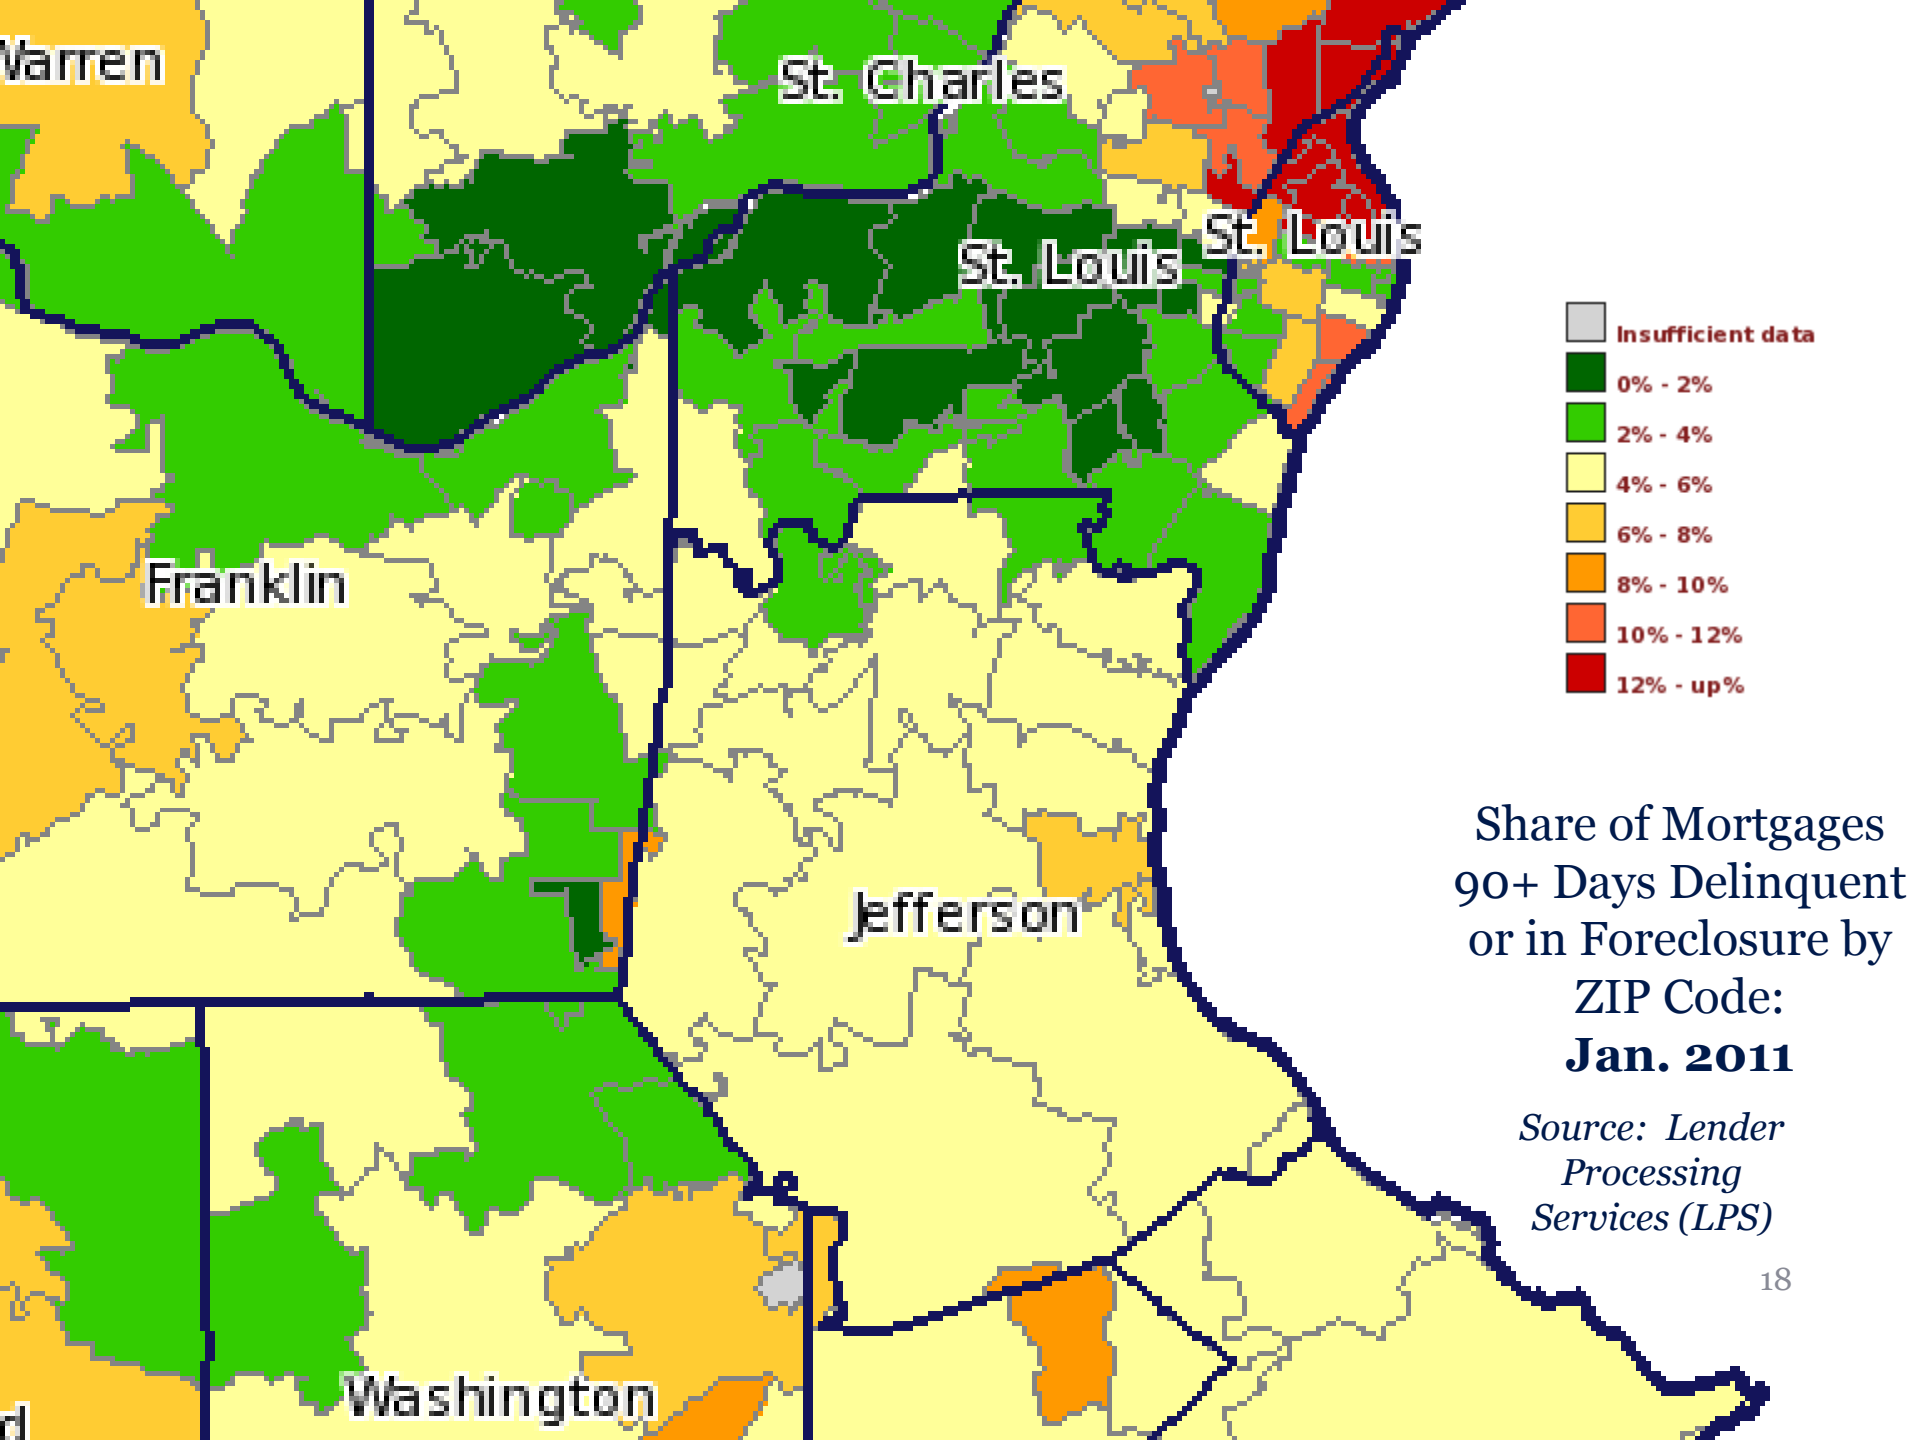 Warren
St. Charles
St. Louis
St. Louis
Insufficient data
0% - 2%
2% - 4%
4% - 6%
6% - 8%
8% - 10%
10% - 12%
12% - up%
Franklin
Share of Mortgages
90+ Days Delinquent
or in Foreclosure by
ZIP Code:
Jan. 2011
Jefferson
Source: Lender
Processing
Services (LPS)
18
Washington
d